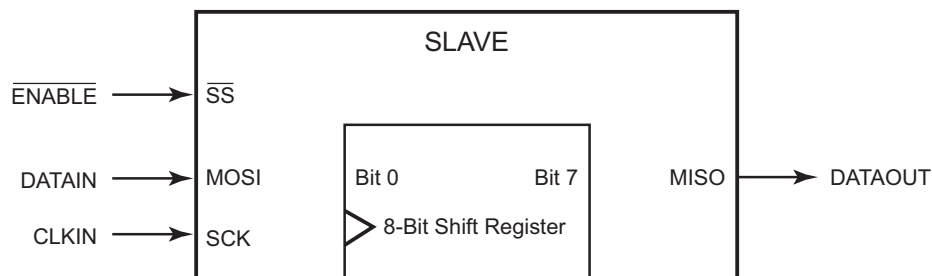 SLAVE
ENABLE SS
DATAIN MOSI Bit 0 Bit 7 MISO DATAOUT
CLKIN SCK 8-Bit Shift Register